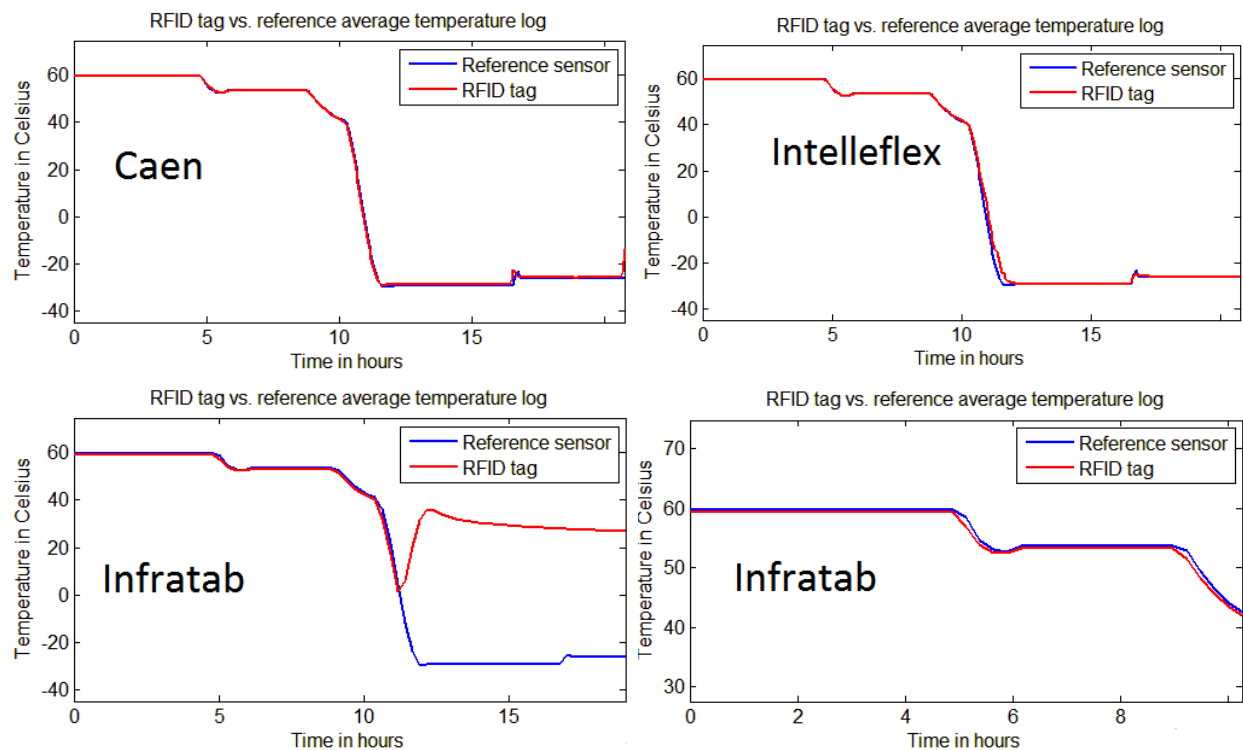 RFID tag vs. reference average temperature log
Temperature in Celsius
60
40
20
0
-20
-40
Reference sensor
RFID tag
Caen
0
5
10
15
Time in hours
RFID tag vs. reference average temperature log
Temperature in Celsius
60
40
20
0
-20
-40
Reference sensor
RFID tag
Intelleflex
0
5
10
15
Time in hours
RFID tag vs. reference average temperature log
Temperature in Celsius
60
40
20
0
-20
-40
Reference sensor
RFID tag
Infratab
0
5
10
15
Time in hours
RFID tag vs. reference average temperature log
Temperature in Celsius
70
60
50
40
30
Reference sensor
RFID tag
Infratab
0
2
4
6
8
Time in hours